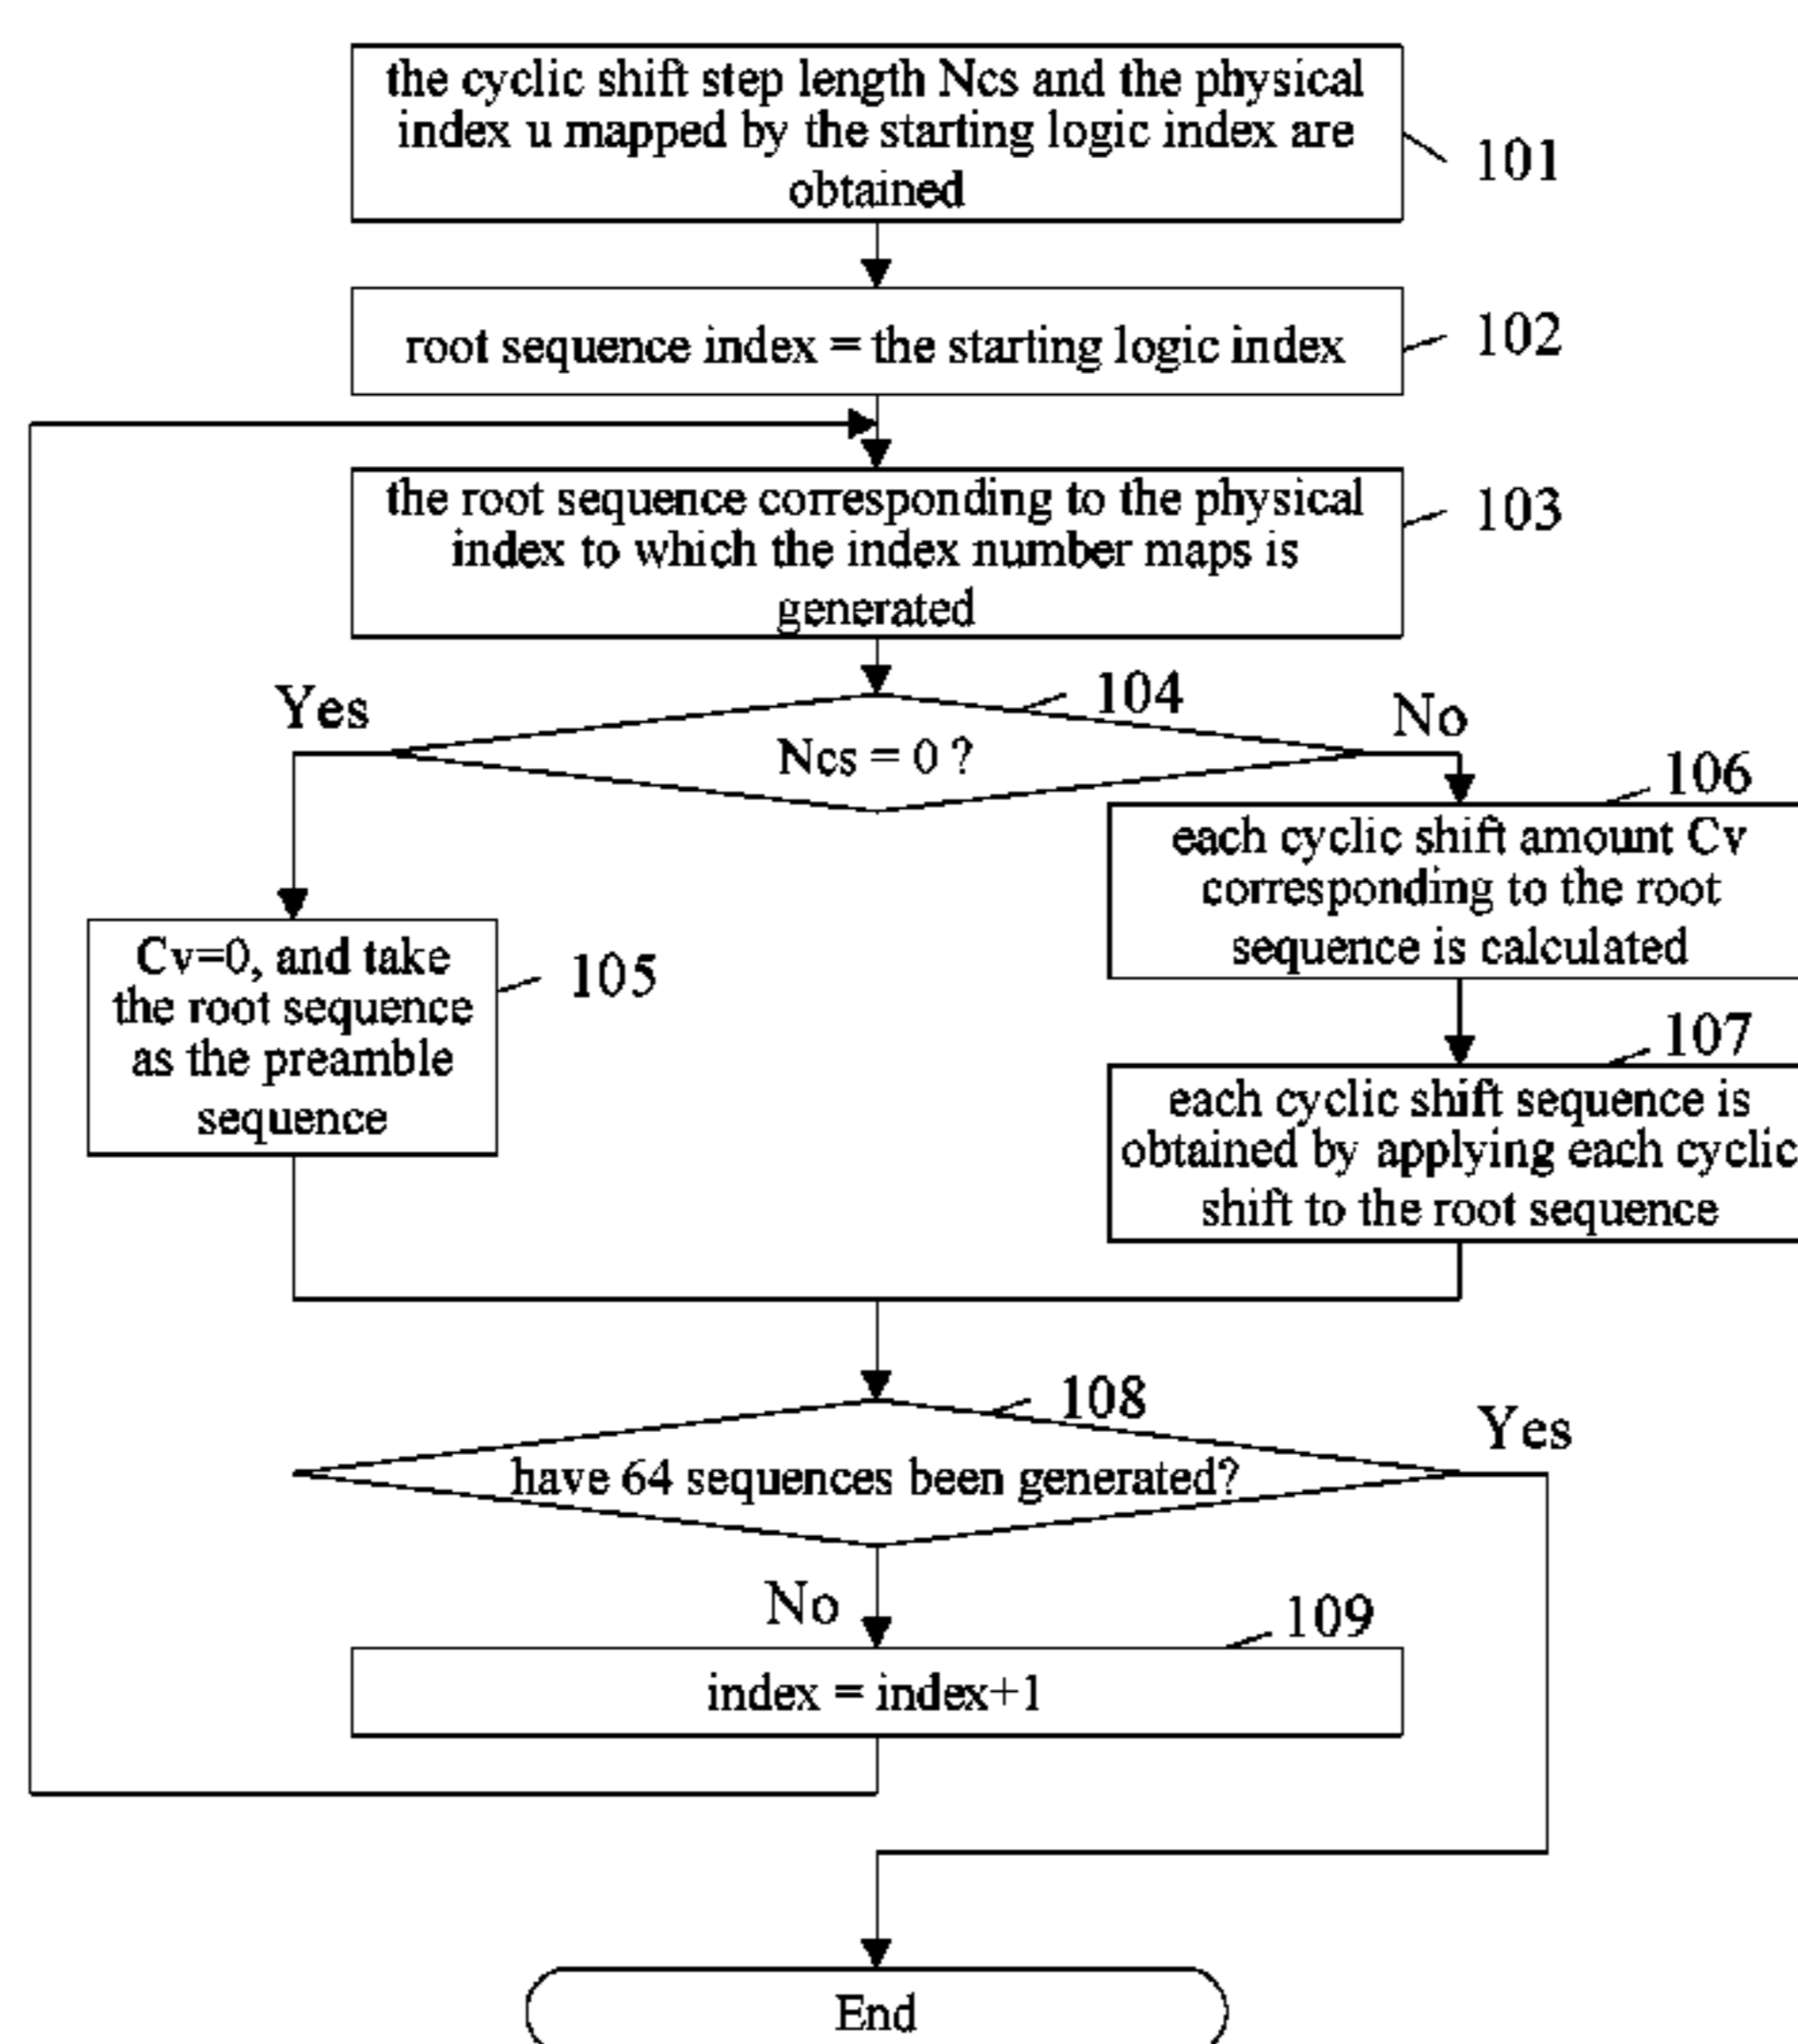 the cyclic shift step length Ncs and the physical
index u mapped by the starting logic index are
obtained
101
root sequence index = the starting logic index
102
the root sequence corresponding to the physical
index to which the index number maps is
generated
103
104
Yes
No
Ncs = 0 ?
106
each cyclic shift amount Cv
corresponding to the root
sequence is calculated
Cv=0, and take
the root sequence
as the preamble
sequence
105
107
each cyclic shift sequence is
obtained by applying each cyclic
shift to the root sequence
108
Yes
have 64 sequences been generated?
No
109
index = index+1
End